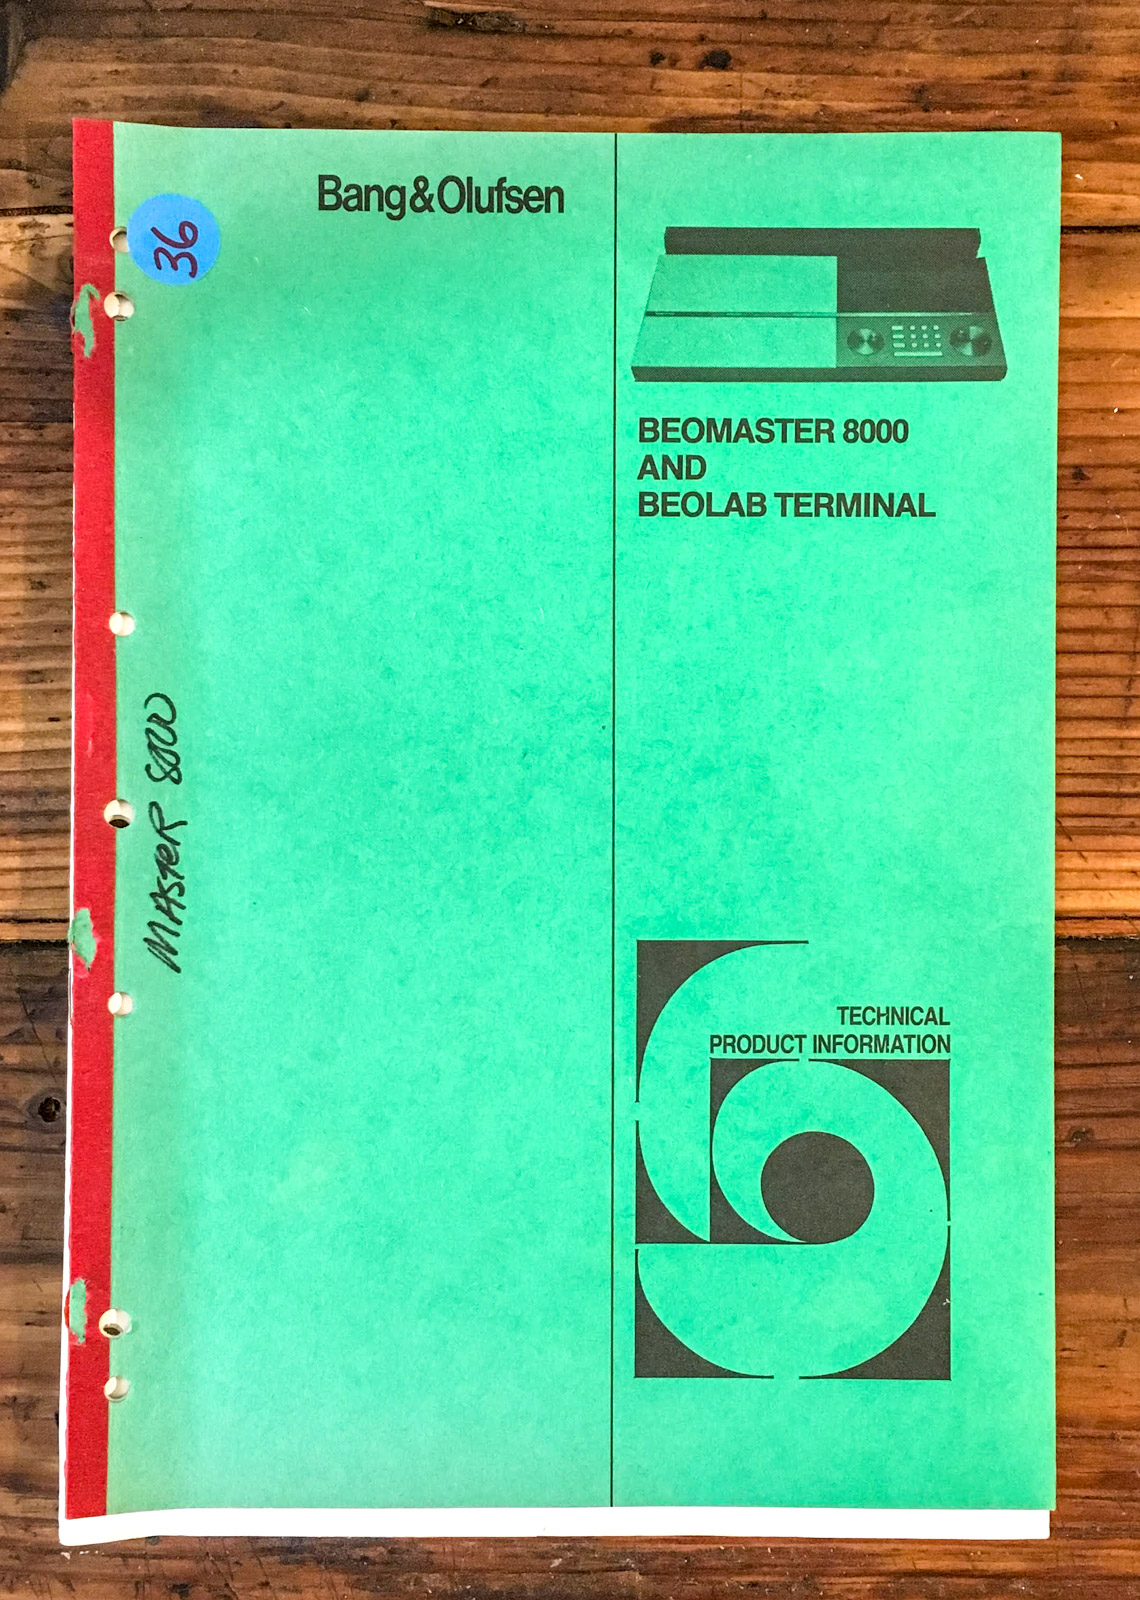 Bang&Olufsen
36
BEOMASTER 8000
AND
BEOLAB TERMINAL
MASTER 8000
TECHNICAL
PRODUCT INFORMATION